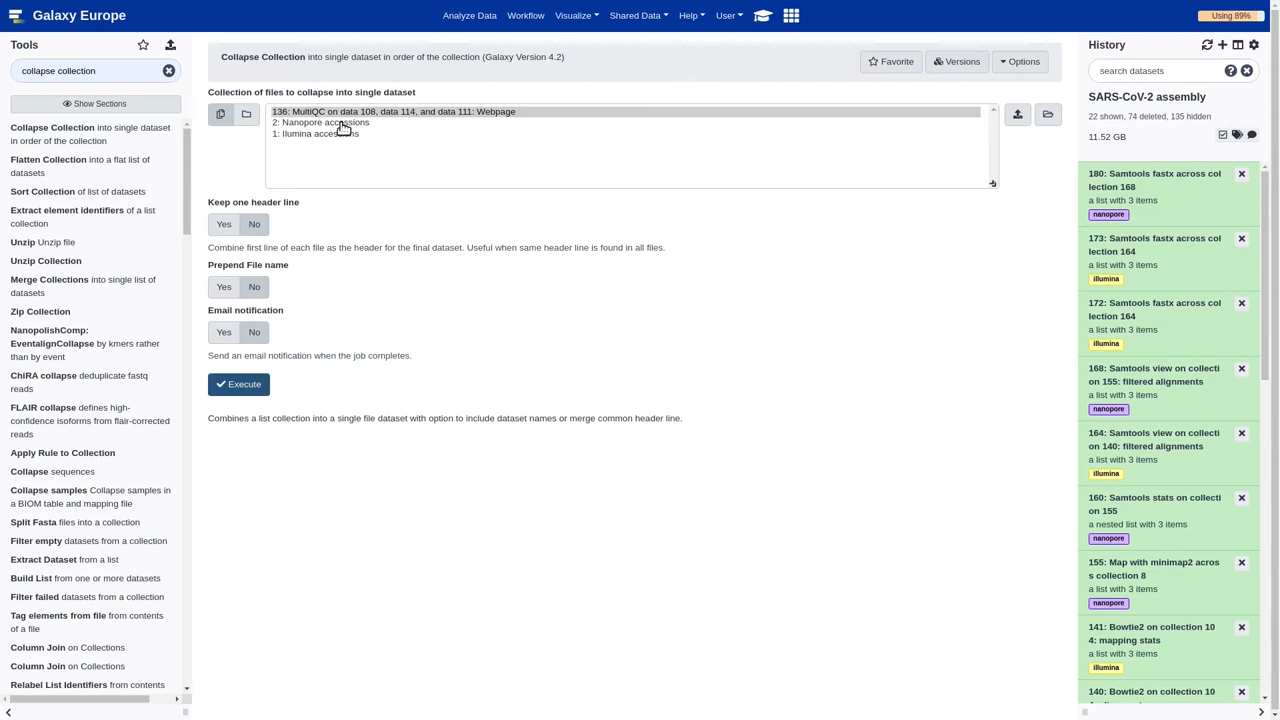 Galaxy Europe
Analyze Data
Workflow
Visualize
Shared Data
Help
User
Using 89%
Tools
collapse collection
Show Sections
Collapse Collection into single dataset
in order of the collection
Flatten Collection into a flat list of
datasets
Sort Collection of list of datasets
Extract element identifiers of a list
collection
Unzip Unzip file
Unzip Collection
Merge Collections into single list of
datasets
Zip Collection
NanopolishComp:
EventalignCollapse by kmers rather
than by event
ChiRA collapse deduplicate fastq
reads
FLAIR collapse defines high-
confidence isoforms from flair-corrected
reads
Apply Rule to Collection
Collapse sequences
Collapse samples Collapse samples in
a BIOM table and mapping file
Split Fasta files into a collection
Filter empty datasets from a collection
Extract Dataset from a list
Build List from one or more datasets
Filter failed datasets from a collection
Tag elements from file from contents
of a file
Column Join on Collections
Column Join on Collections
Relabel List Identifiers from contents
Collapse Collection into single dataset in order of the collection (Galaxy Version 4.2)
Favorite
Versions
Options
Collection of files to collapse into single dataset
136: MultiQC on data 108, data 114, and data 111: Webpage
2: Nanopore accessions
1: Ilumina accessions
Keep one header line
Yes No
Combine first line of each file as the header for the final dataset. Useful when same header line is found in all files.
Prepend File name
Yes No
Email notification
Yes No
Send an email notification when the job completes.
Execute
Combines a list collection into a single file dataset with option to include dataset names or merge common header line.
History
search datasets
SARS-CoV-2 assembly
22 shown, 74 deleted, 135 hidden
11.52 GB
180: Samtools fastx across col
lection 168
a list with 3 items
nanopore
173: Samtools fastx across col
lection 164
a list with 3 items
illumina
172: Samtools fastx across col
lection 164
a list with 3 items
illumina
168: Samtools view on collecti
on 155: filtered alignments
a list with 3 items
nanopore
164: Samtools view on collecti
on 140: filtered alignments
a list with 3 items
illumina
160: Samtools stats on collecti
on 155
a nested list with 3 items
nanopore
155: Map with minimap2 acros
s collection 8
a list with 3 items
nanopore
141: Bowtie2 on collection 10
4: mapping stats
a list with 3 items
illumina
140: Bowtie2 on collection 10